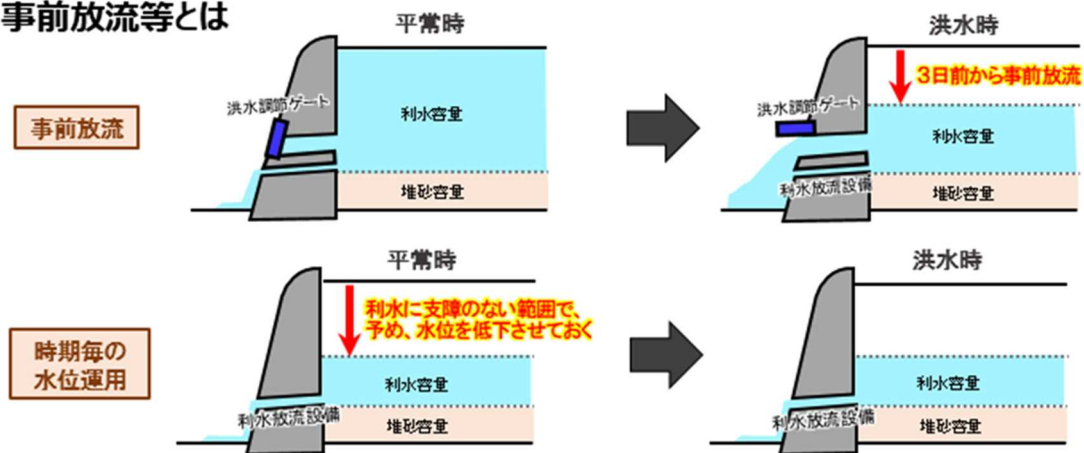 事前放流等とは
平常時
洪水時
事前放流
洪水調節ゲート
利水容量
堆砂容量
3日前から事前放流
洪水調節ゲート
利水容量
利水放流設備
堆砂容量
平常時
洪水時
時期毎の
水位運用
利水に支障のない範囲で、
予め、水位を低下させておく
利水容量
利水放流設備
堆砂容量
利水容量
利水放流設備
堆砂容量